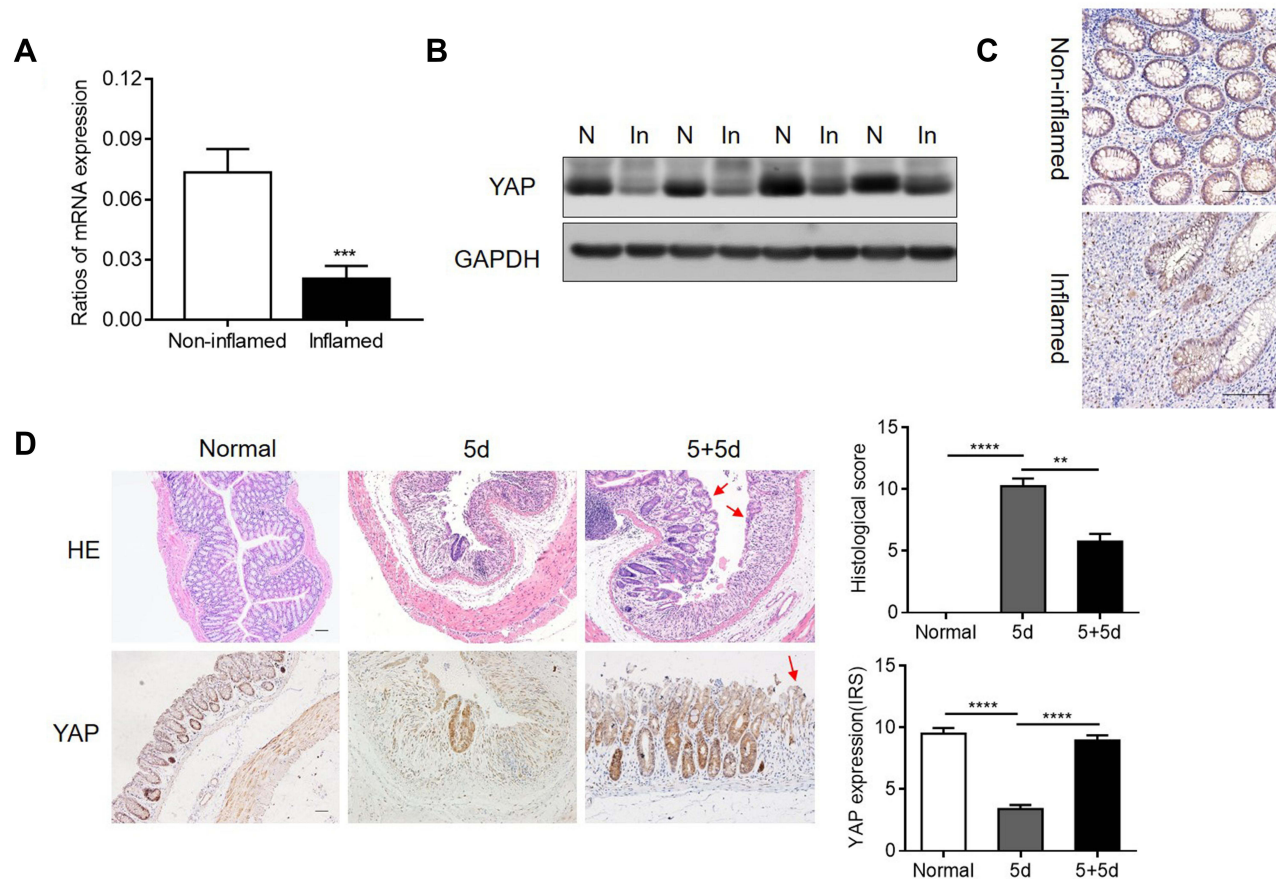 A
Ratios of mRNA expression
0.12
0.09
0.06
0.03
0.00
***
Non-inflamed Inflamed
B
N In N In N In N In
YAP
GAPDH
C
Non-inflamed
Inflamed
D
Normal 5d 5+5d
HE
YAP
Histological score
15
10
5
0
**** **
Normal 5d 5+5d
YAP expression(IRS)
15
10
5
0
**** ****
Normal 5d 5+5d